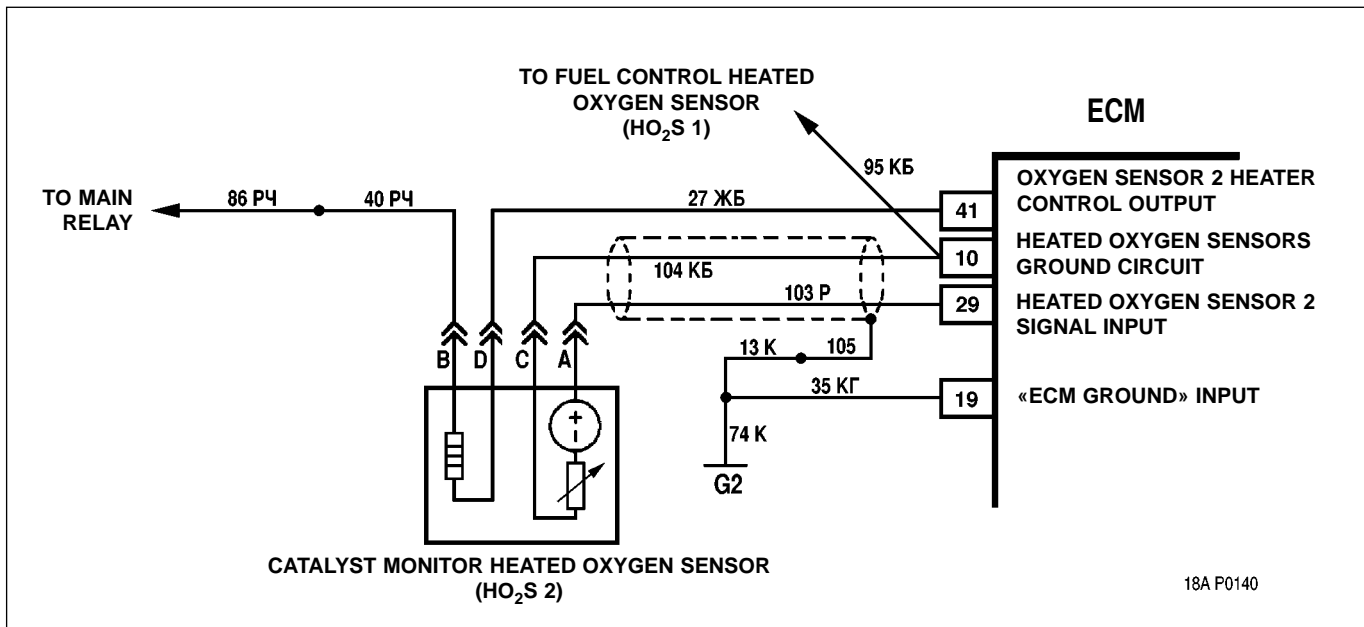 TO FUEL CONTROL HEATED
OXYGEN SENSOR
(HO2S 1)
ECM
95 КБ
OXYGEN SENSOR 2 HEATER
CONTROL OUTPUT
TO MAIN
RELAY
86 РЧ
40 РЧ
27 ЖБ
41
HEATED OXYGEN SENSORS
GROUND CIRCUIT
104 КБ
10
103 Р
29
HEATED OXYGEN SENSOR 2
SIGNAL INPUT
B
D
C
A
13 К
105
35 КГ
19
«ECM GROUND» INPUT
74 К
G2
CATALYST MONITOR HEATED OXYGEN SENSOR
(HO2S 2)
18A P0140